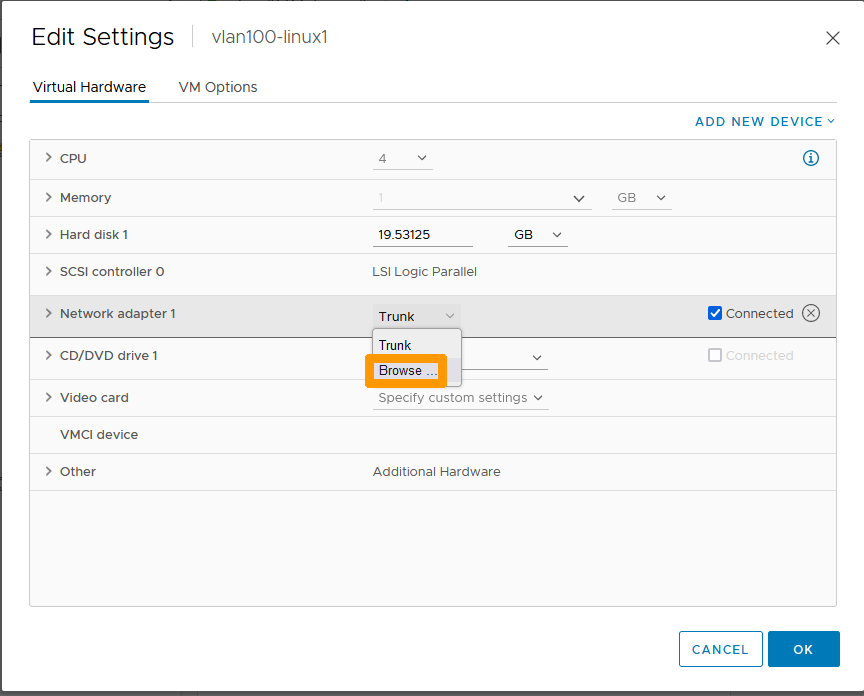 Edit Settings vlan100-linux1
Virtual Hardware VM Options
ADD NEW DEVICE
CPU 4
Memory 1 GB
Hard disk 1 19.53125 GB
SCSI controller 0 LSI Logic Parallel
Network adapter 1 Trunk Connected
Trunk
CD/DVD drive 1 Connected
Browse ...
Video card Specify custom settings
VMCI device
Other Additional Hardware
CANCEL OK